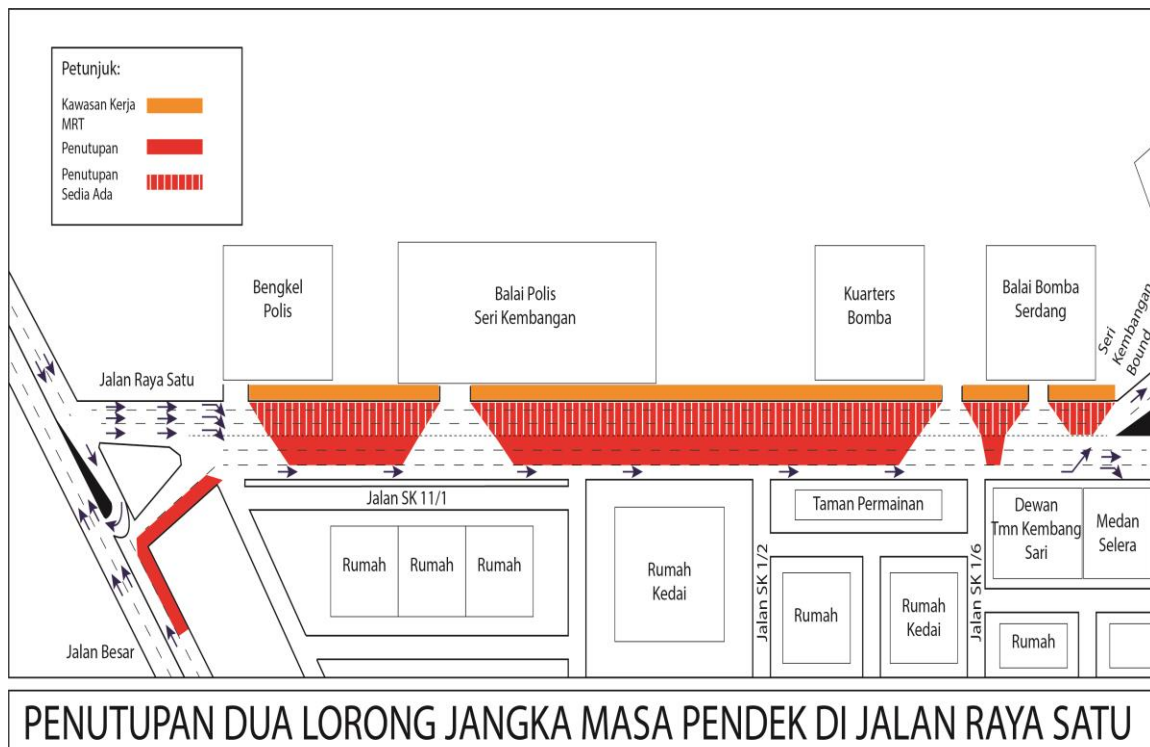 Petunjuk:
Kawasan Kerja
MRT
Penutupan
Penutupan
Sedia Ada
Bengkel
Polis
Balai Polis
Seri Kembangan
Kuarters
Bomba
Balai Bomba
Serdang
Seri
Kembangan
Bound
Jalan Raya Satu
Jalan SK 11/1
Taman Permainan
Dewan
Tmn Kembang
Sari
Medan
Selera
Rumah
Rumah
Rumah
Rumah
Kedai
Jalan SK 1/2
Rumah
Rumah
Kedai
Jalan SK 1/6
Rumah
Jalan Besar
PENUTUPAN DUA LORONG JANGKA MASA PENDEK DI JALAN RAYA SATU